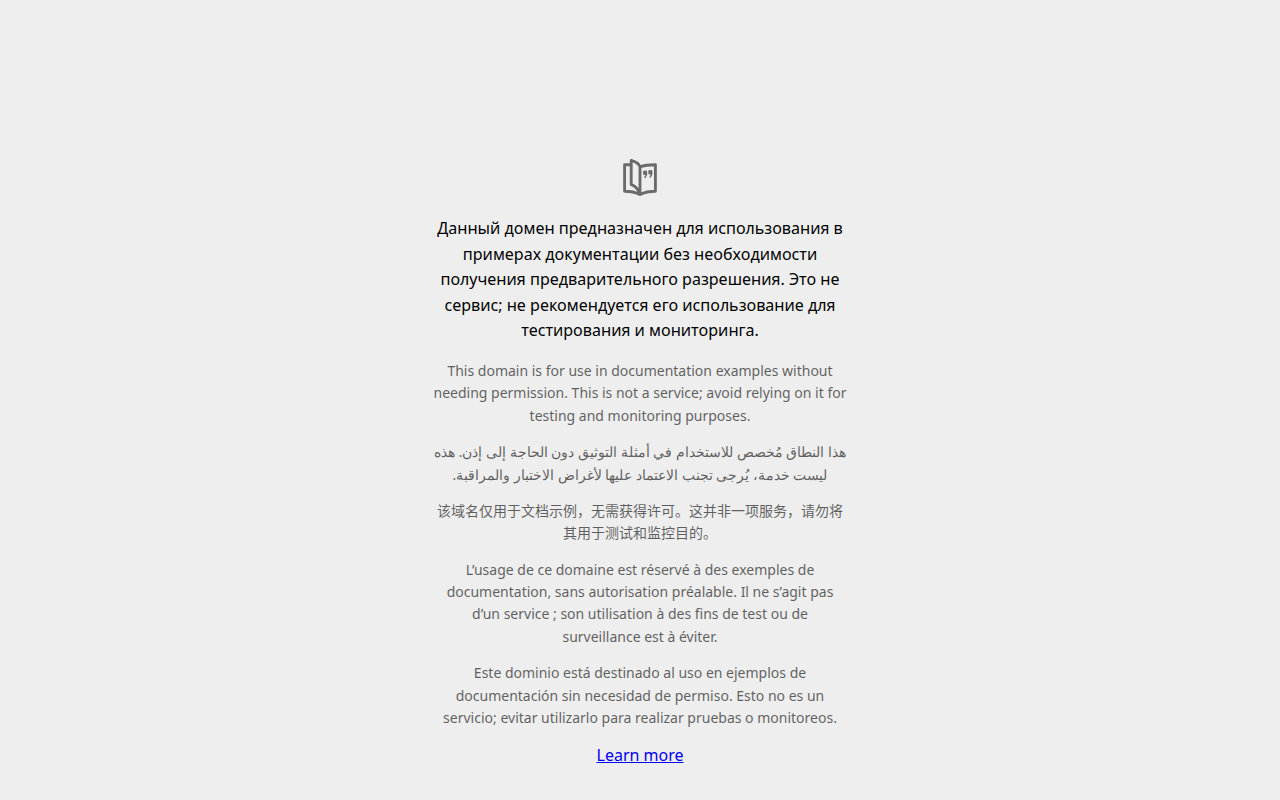 Данный домен предназначен для использования в
примерах документации без необходимости
получения предварительного разрешения. Это не
сервис; не рекомендуется его использование для
тестирования и мониторинга.
This domain is for use in documentation examples without
needing permission. This is not a service; avoid relying on it for
testing and monitoring purposes.
هذا النطاق مُخصص للاستخدام في أمثلة التوثيق دون الحاجة إلى إذن. هذه
ليست خدمة، يُرجى تجنب الاعتماد عليها لأغراض الاختبار والمراقبة.
该域名仅用于文档示例，无需获得许可。这并非一项服务，请勿将
其用于测试和监控目的。
L’usage de ce domaine est réservé à des exemples de
documentation, sans autorisation préalable. Il ne s’agit pas
d’un service ; son utilisation à des fins de test ou de
surveillance est à éviter.
Este dominio está destinado al uso en ejemplos de
documentación sin necesidad de permiso. Esto no es un
servicio; evitar utilizarlo para realizar pruebas o monitoreos.
Learn more